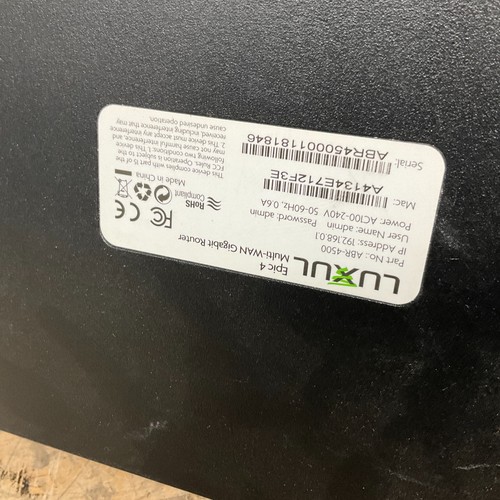 LUXUL
Epic 4
Multi-WAN Gigabit Router
Part No.: ABR-4500
IP Address: 192.168.0.1
User Name: admin Password: admin
Power: AC100-240V 50-60Hz, 0.6A
FC CE
RoHS
Compliant
Made in China
Mac:
A4134E712F3E
This device complies with part 15 of the
FCC Rules. Operation is subject to the
following two conditions: 1. This device
may not cause harmful interference, and
2. This device must accept any interference
received, including interference that may
cause undesired operation.
Serial:
ABR450001181846